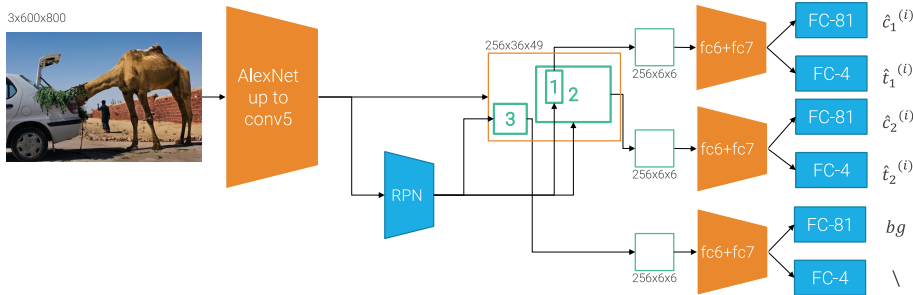 3x600x800
AlexNet
up to
conv5
RPN
256x36x49
1
2
3
256x6x6
fc6+fc7
FC-81
ĉ₁⁽ⁱ⁾
FC-4
t̂₁⁽ⁱ⁾
256x6x6
fc6+fc7
FC-81
ĉ₂⁽ⁱ⁾
FC-4
t̂₂⁽ⁱ⁾
256x6x6
fc6+fc7
FC-81
bg
FC-4
\